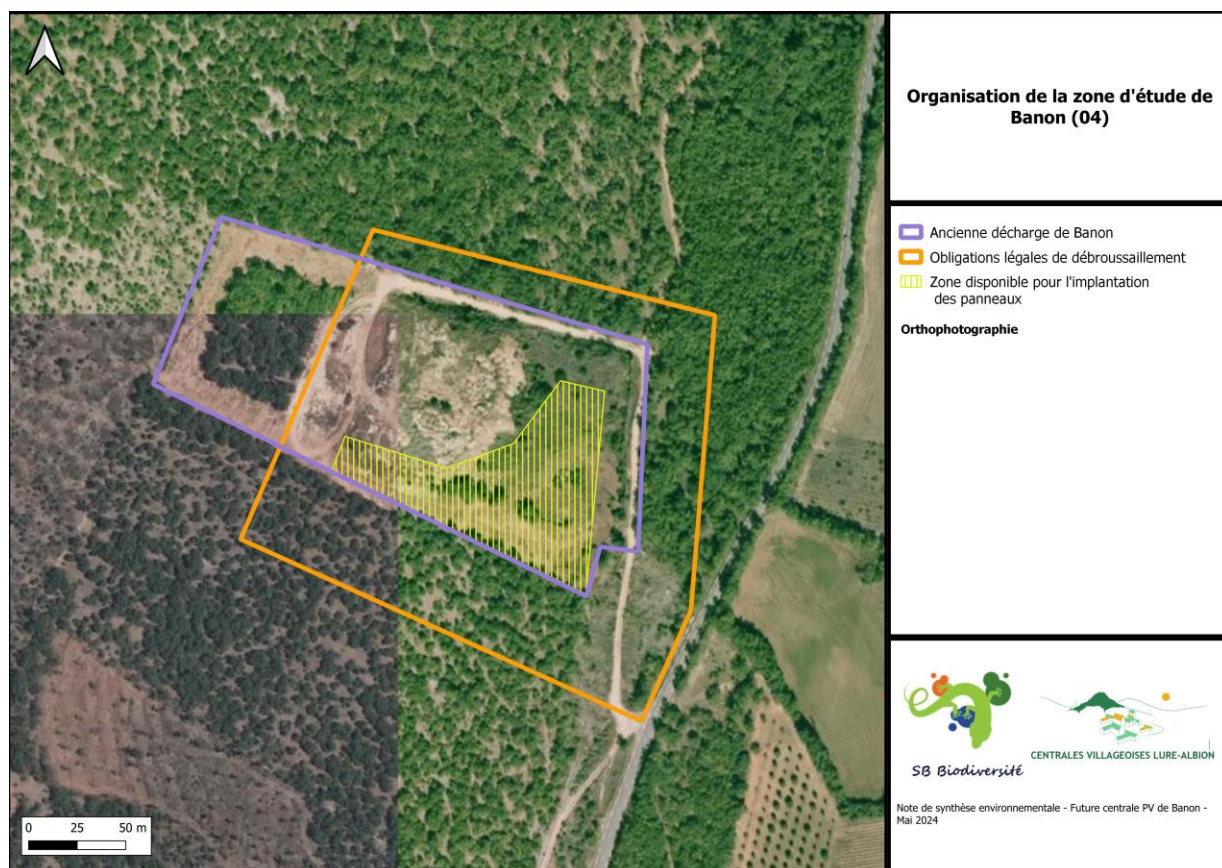 Organisation de la zone d'étude de
Banon (04)
Ancienne décharge de Banon
Obligations légales de débroussaillement
Zone disponible pour l'implantation
des panneaux
Orthophotographie
SB Biodiversité
CENTRALES VILLAGEOISES LURE-ALBION
Note de synthèse environnementale - Future centrale PV de Banon -
Mai 2024
0 25 50 m